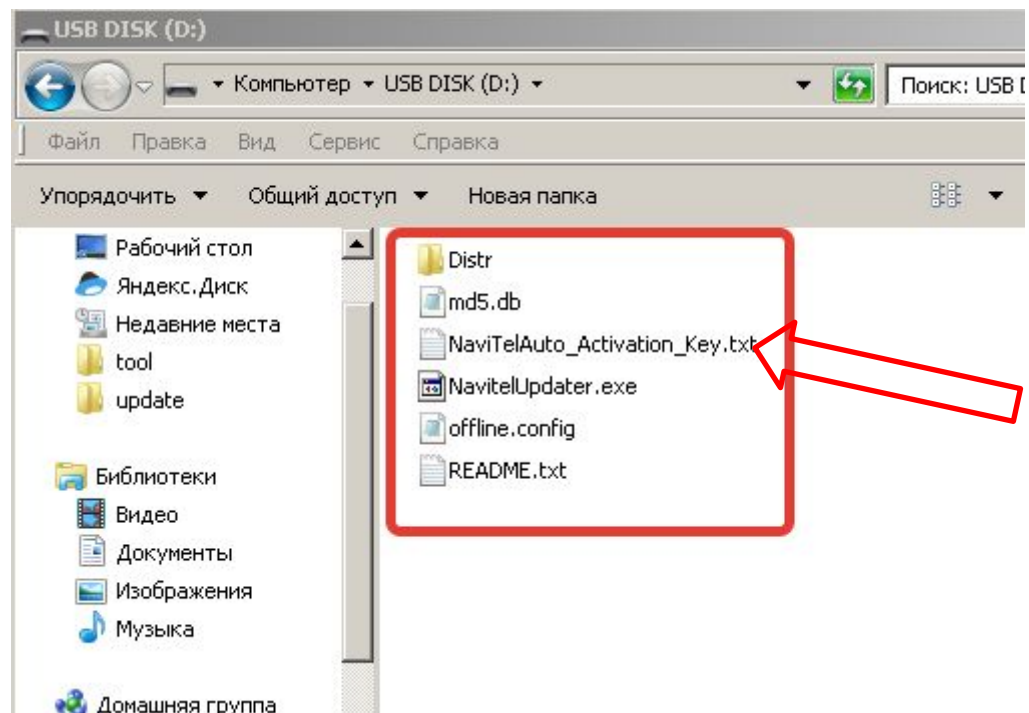 USB DISK (D:)
Компьютер USB DISK (D:)
Поиск: USB D
Файл Правка Вид Сервис Справка
Упорядочить Общий доступ Новая папка
Рабочий стол
Яндекс.Диск
Недавние места
tool
update
Библиотеки
Видео
Документы
Изображения
Музыка
Домашняя группа
Distr
md5.db
NaviTelAuto_Activation_Key.txt
NavitelUpdater.exe
offline.config
README.txt